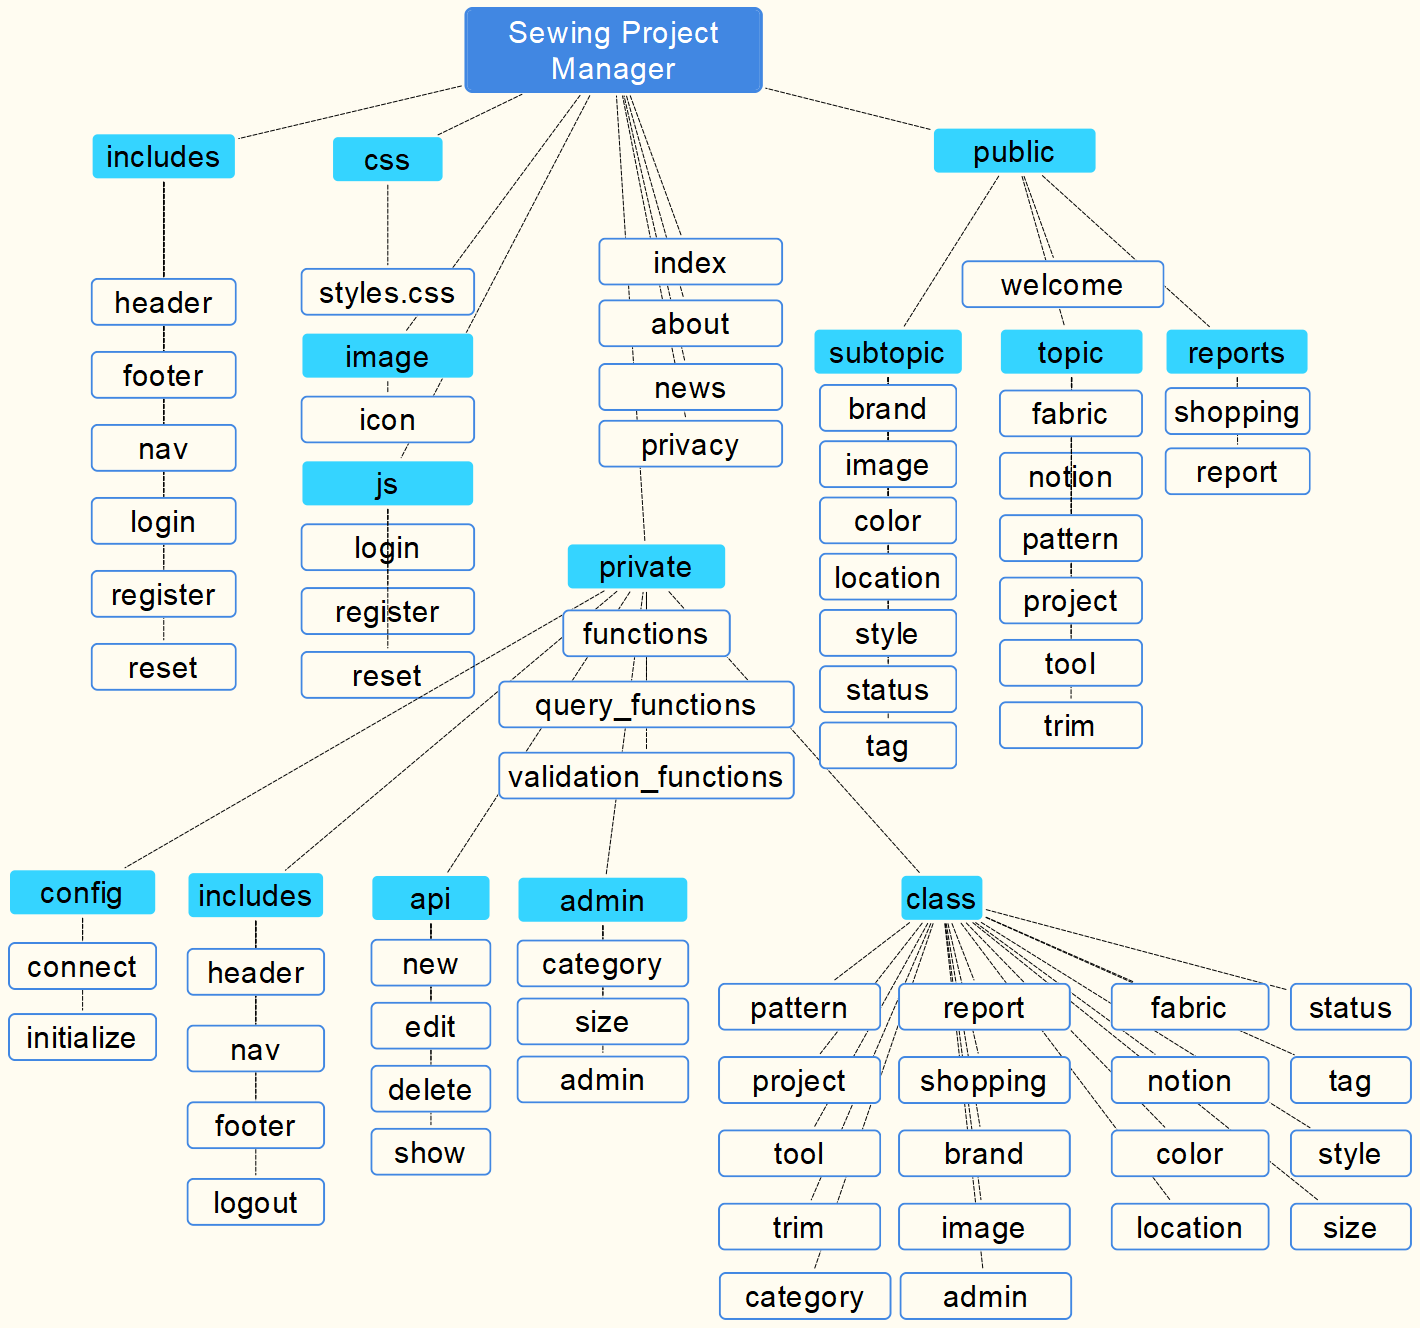 Sewing Project
Manager
includes
header
footer
nav
login
register
reset
css
styles.css
image
icon
js
login
register
reset
index
about
news
privacy
public
welcome
subtopic
brand
image
color
location
style
status
tag
topic
fabric
notion
pattern
project
tool
trim
reports
shopping
report
private
functions
query_functions
validation_functions
config
connect
initialize
includes
header
nav
footer
logout
api
new
edit
delete
show
admin
category
size
admin
class
pattern
project
tool
trim
category
report
shopping
brand
image
admin
fabric
notion
color
location
status
tag
style
size